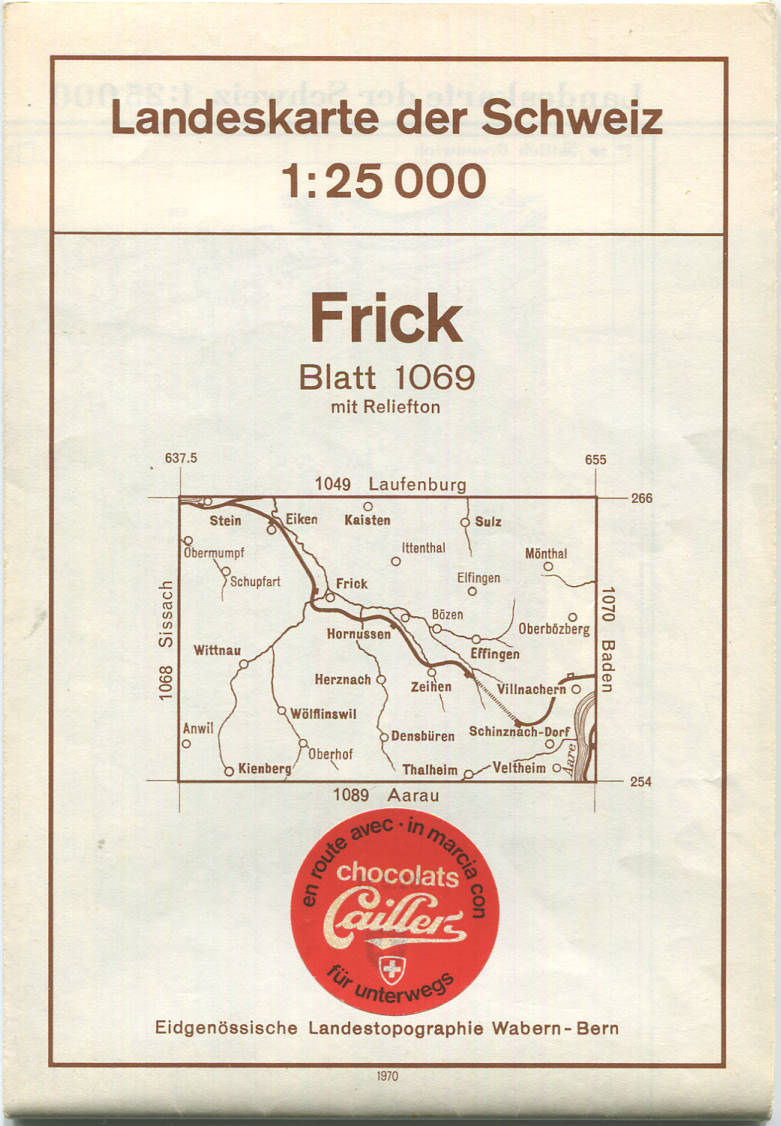 Landeskarte der Schweiz
1:25 000
Frick
Blatt 1069
mit Reliefton
637.5
655
1049 Laufenburg
266
Stein
Eiken
Kaisten
Sulz
Obermumpf
Ittenthal
Mönthal
Schupfart
Frick
Elfingen
1068 Sissach
1070 Baden
Bözen
Oberbözberg
Hornussen
Wittnau
Effingen
Herznach
Zeihen
Villnachern
Wölflinswil
Anwil
Densbüren
Schinznach-Dorf
Oberhof
Kienberg
Thalheim
Veltheim
Aare
254
1089 Aarau
en route avec · in marcia con
chocolats
Cailler
für unterwegs
Eidgenössische Landestopographie Wabern-Bern
1970